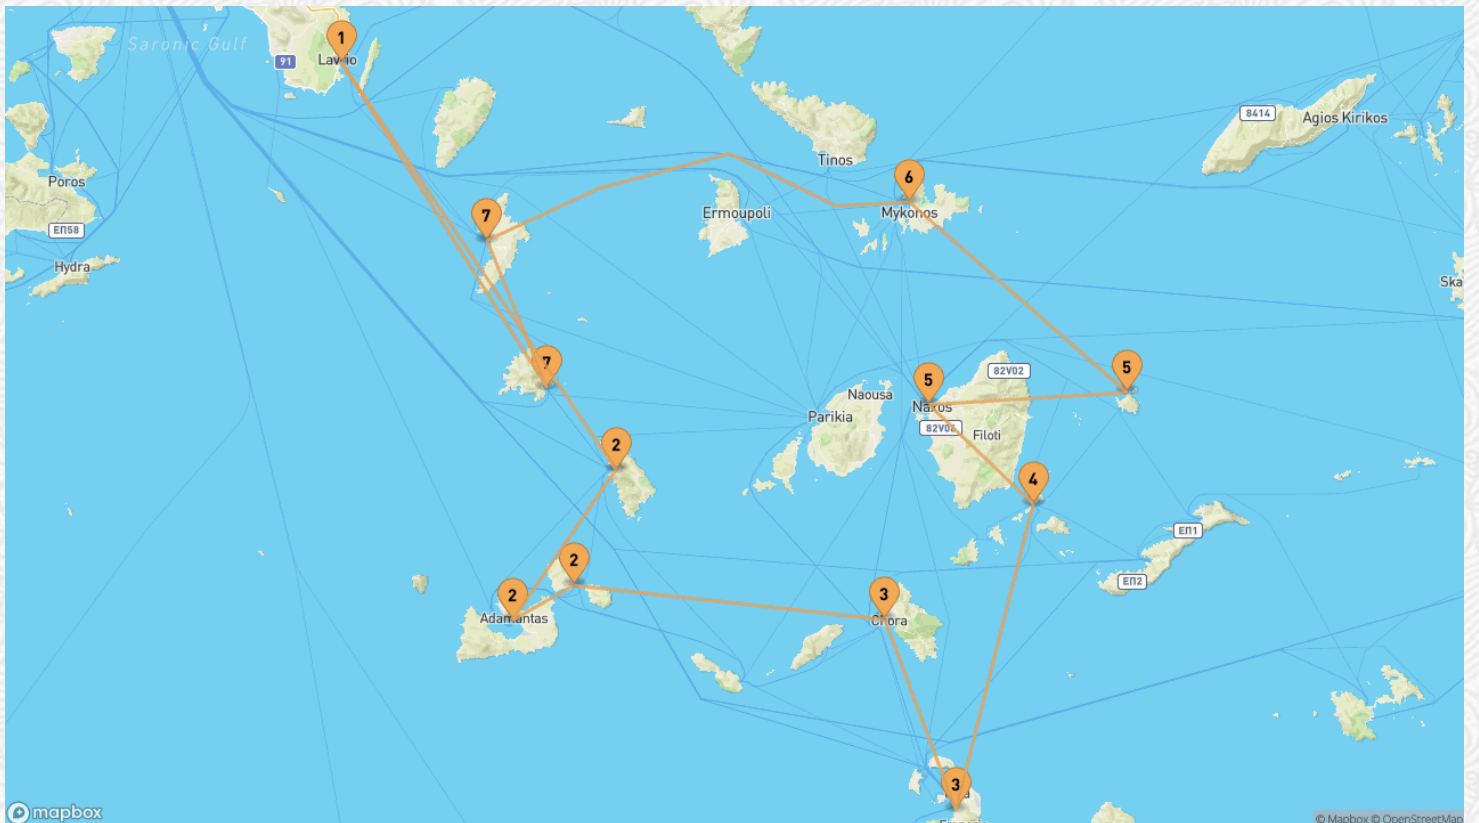 Saronic Gulf
1
91
Lavrio
8414
Agios Kirikos
Tinos
Poros
6
7
Ermoupoli
Mykonos
ΕΠ58
Hydra
Ska
7
5
82V02
5
Naousa
Naxos
Parikia
82V06
Filoti
2
4
ΕΠ1
2
ΕΠ2
2
3
Adamantas
Chora
3
mapbox
© Mapbox © OpenStreetMap